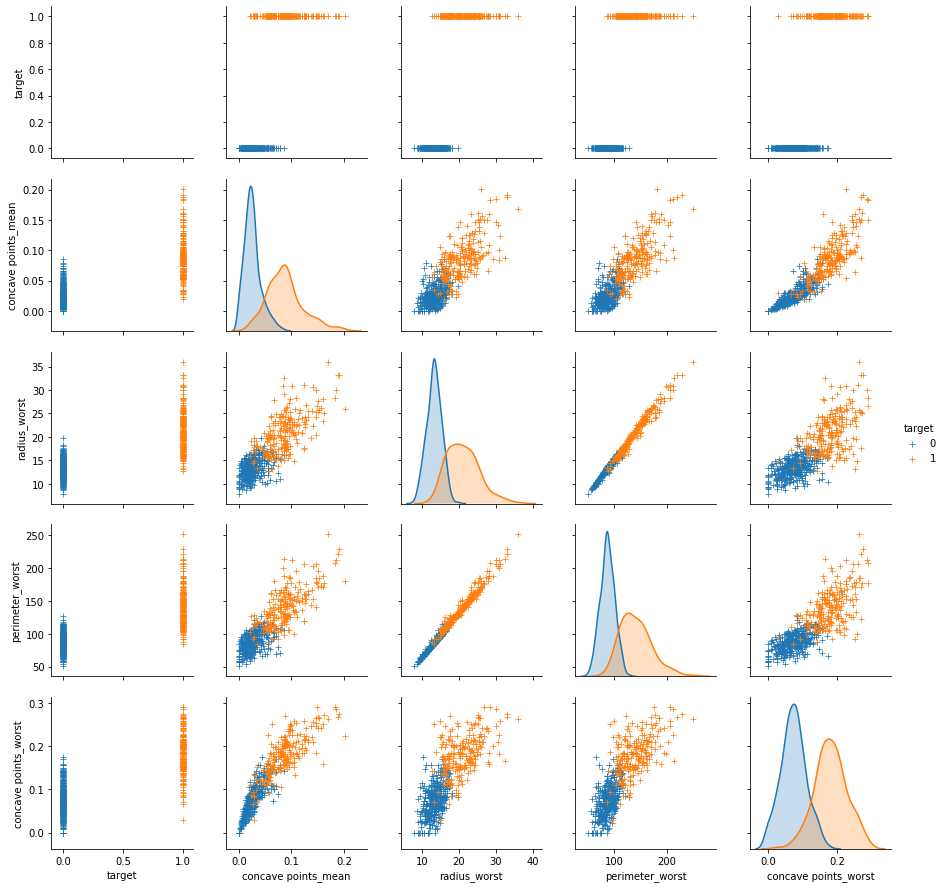 1.0
0.8
0.6
0.4
0.2
0.0
target
0.20
0.15
0.10
0.05
0.00
concave points_mean
35
30
25
20
15
10
radius_worst
target
0
1
250
200
150
100
50
perimeter_worst
0.3
0.2
0.1
0.0
concave points_worst
0.0 1.0
0.0 0.1 0.2
10 20 30 40
100 200
0.0 0.2
target
concave points_mean
radius_worst
perimeter_worst
concave points_worst